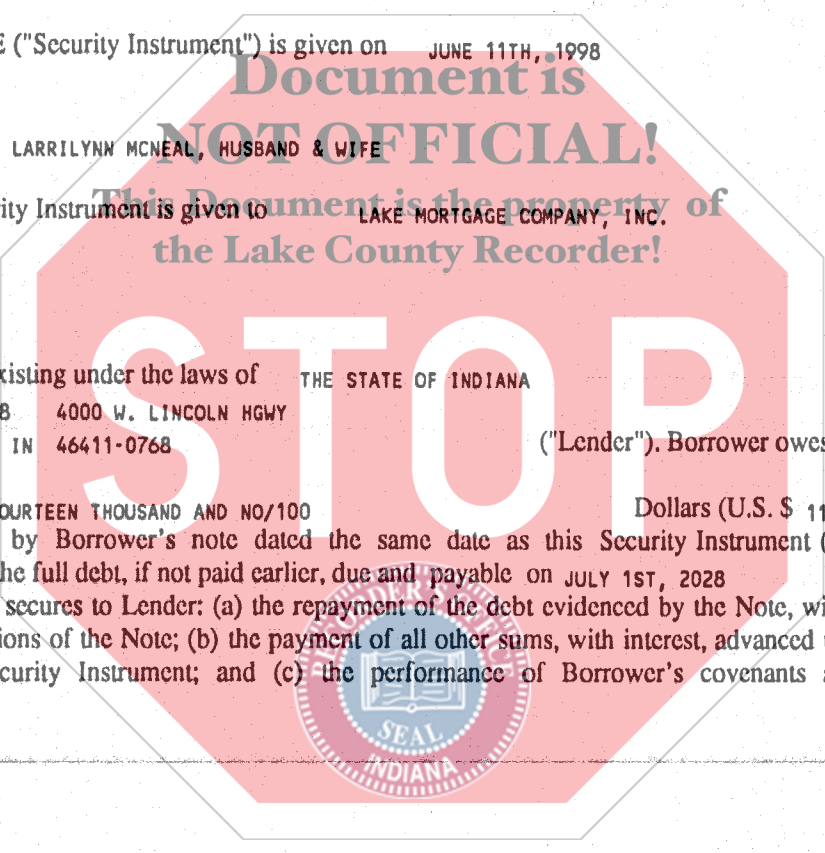 E ("Security Instrument") is given on JUNE 11TH, 1998
Document is
LARRILYNN MCNEAL, HUSBAND & WIFE
NOT OFFICIAL!
rity Instrument is given to LAKE MORTGAGE COMPANY, INC.
This Document is the property of
the Lake County Recorder!
STOP
xisting under the laws of THE STATE OF INDIANA
8 4000 W. LINCOLN HGWY
IN 46411-0768 ("Lender"). Borrower owes
OURTEEN THOUSAND AND NO/100 Dollars (U.S. $ 11
by Borrower's note dated the same date as this Security Instrument (
he full debt, if not paid earlier, due and payable on JULY 1ST, 2028
secures to Lender: (a) the repayment of the debt evidenced by the Note, wi
ions of the Note; (b) the payment of all other sums, with interest, advanced
curity Instrument; and (c) the performance of Borrower's covenants a
SEAL
INDIANA